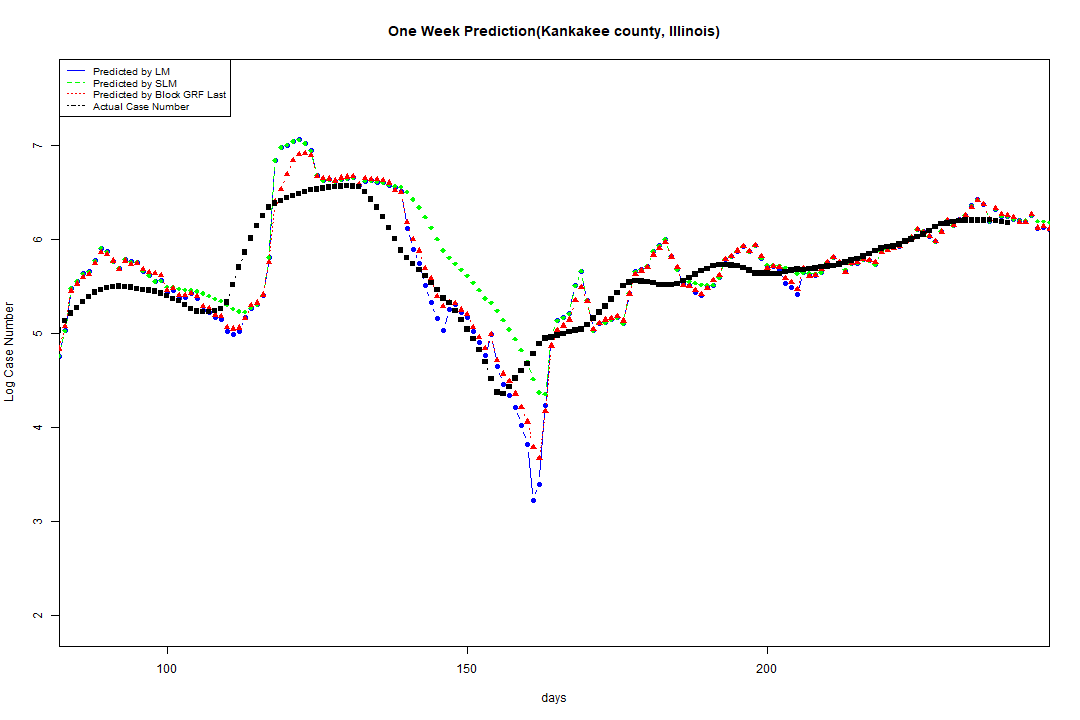 One Week Prediction(Kankakee county, Illinois)
Predicted by LM
Predicted by SLM
Predicted by Block GRF Last
Actual Case Number
7
6
5
4
3
2
Log Case Number
100 150 200
days